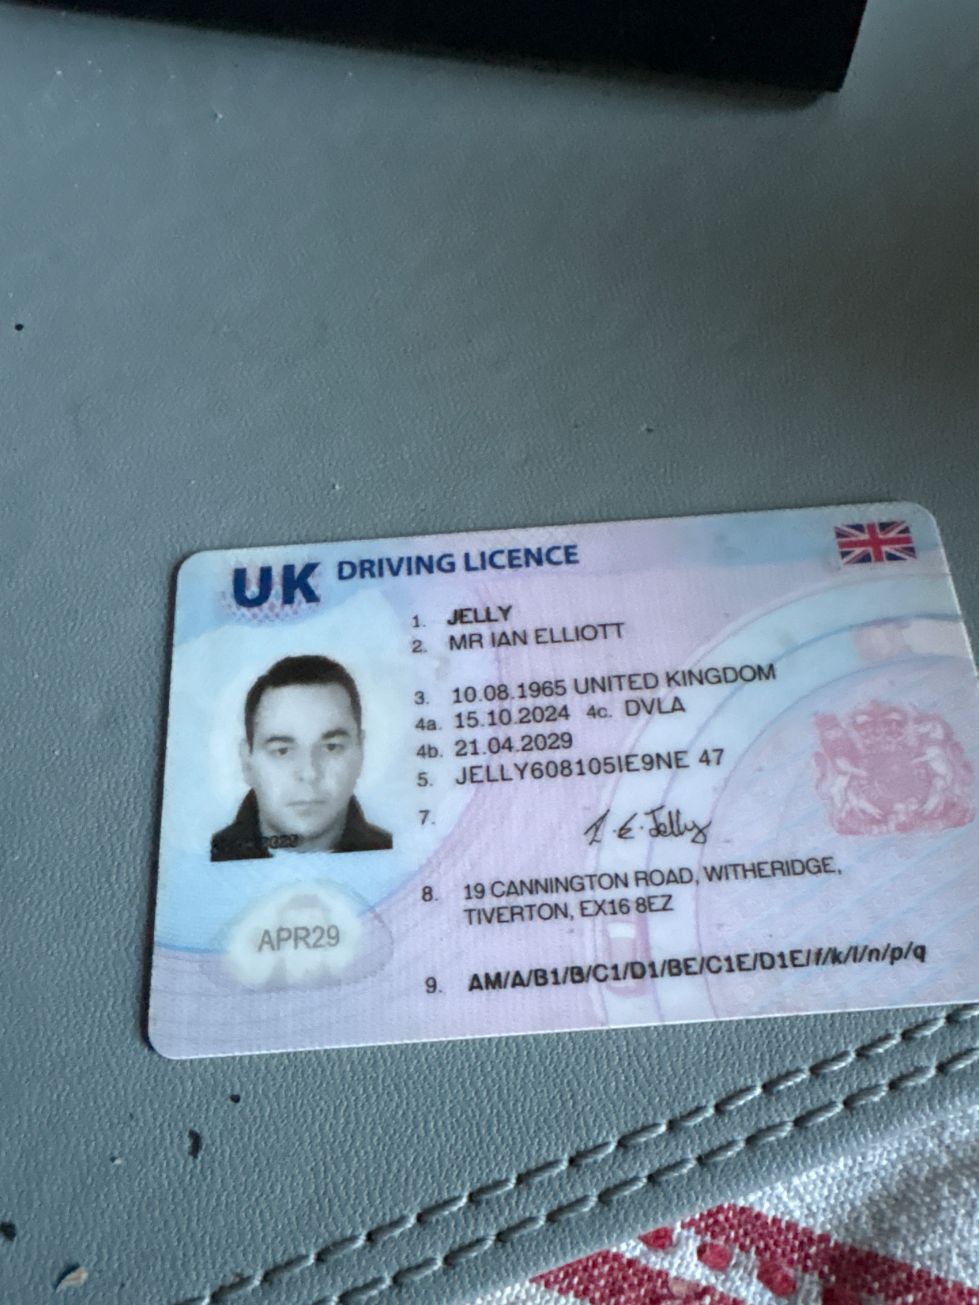 UK DRIVING LICENCE
1. JELLY
2. MR IAN ELLIOTT
3. 10.08.1965 UNITED KINGDOM
4a. 15.10.2024 4c. DVLA
4b. 21.04.2029
5. JELLY608105IE9NE 47
7. I.E.Jelly
8. 19 CANNINGTON ROAD, WITHERIDGE,
TIVERTON, EX16 8EZ
APR29
9. AM/A/B1/B/C1/D1/BE/C1E/D1E/f/k/l/n/p/q